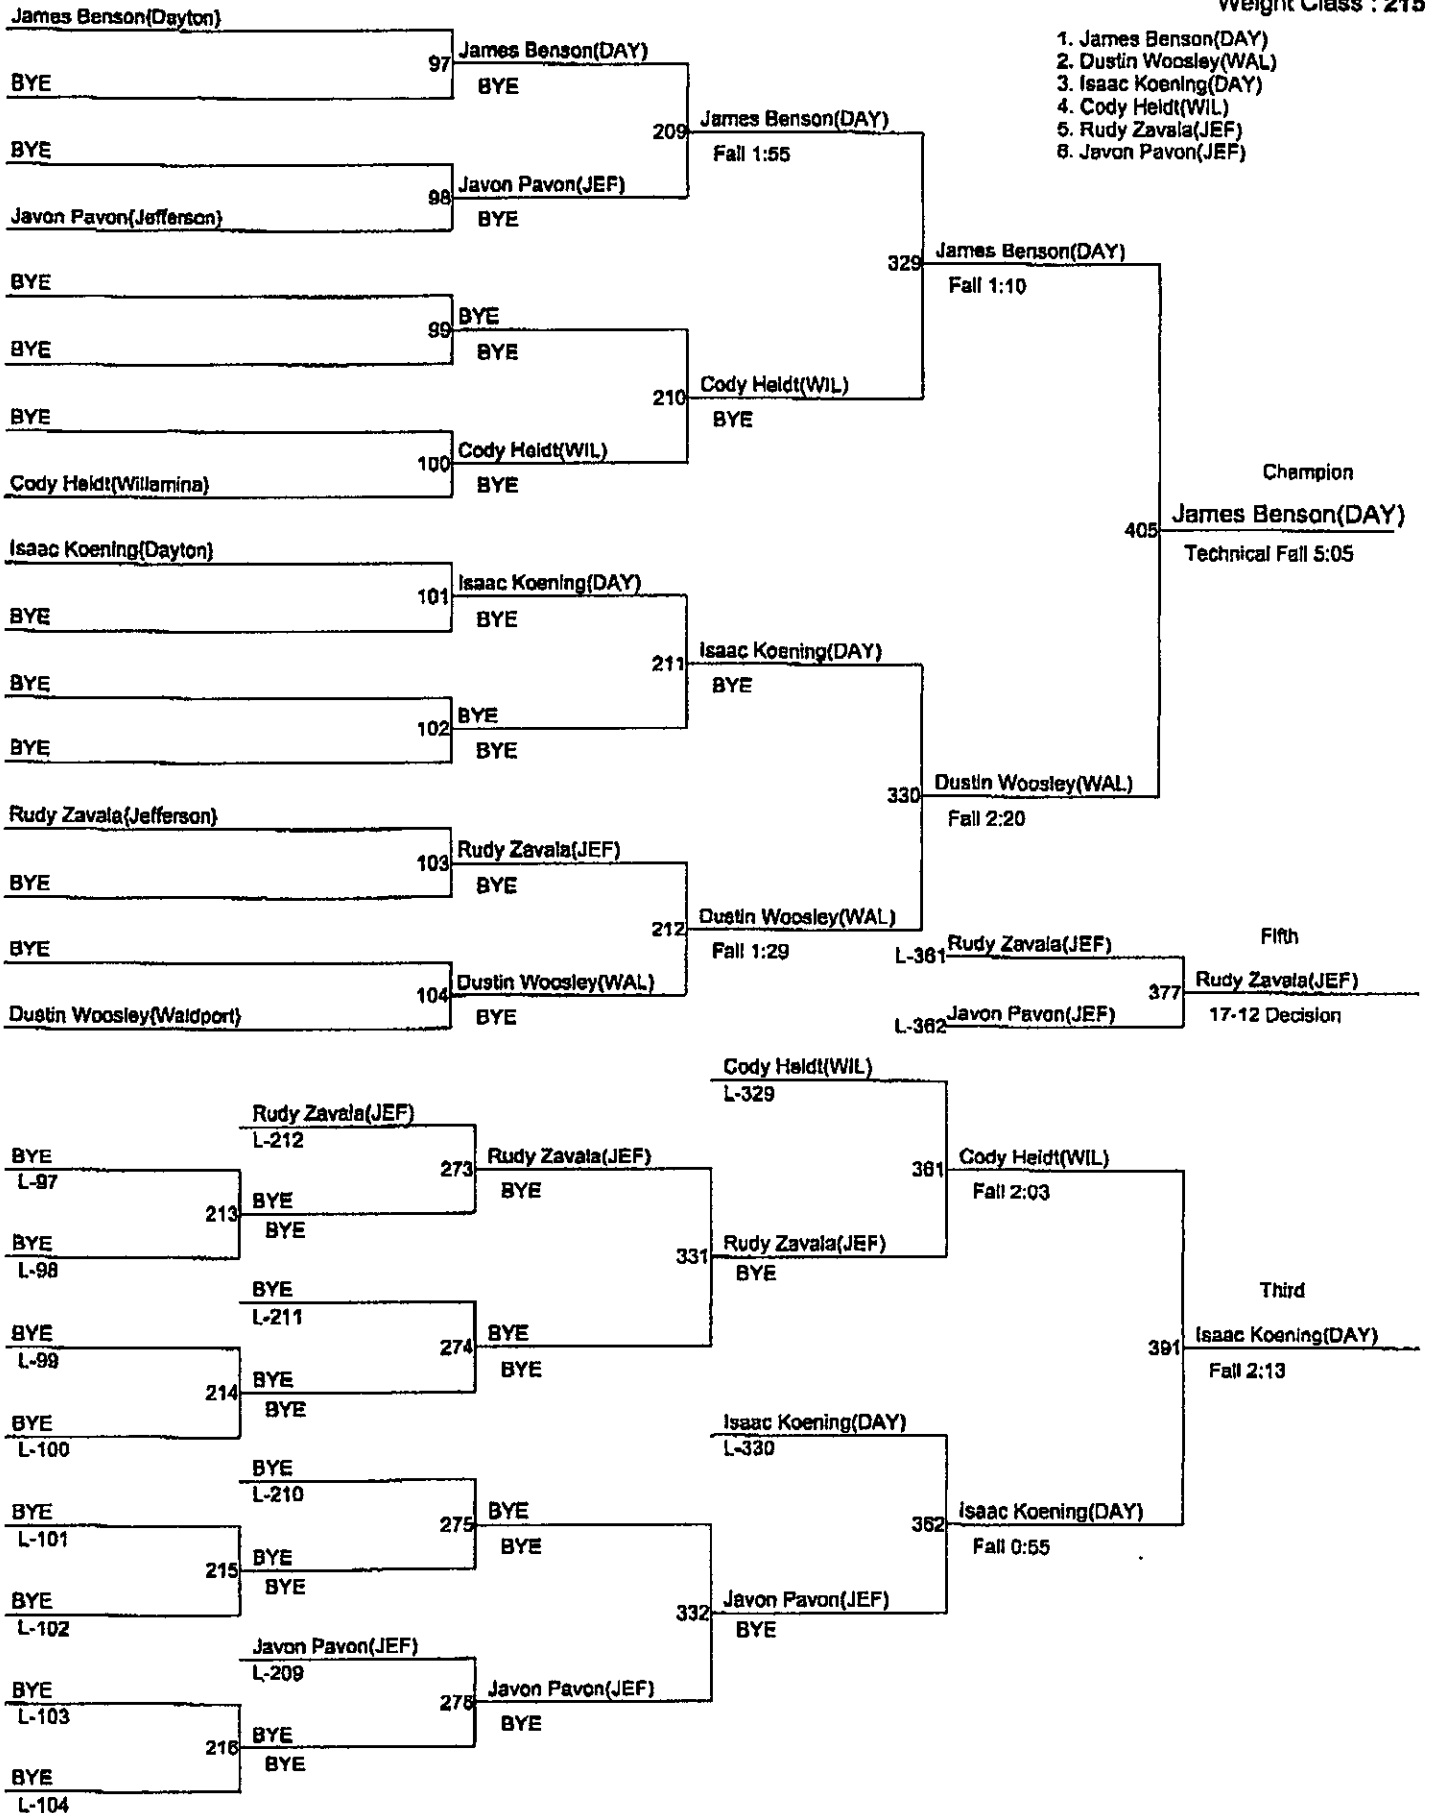 Weight Class : 215
1. James Benson(DAY)
2. Dustin Woosley(WAL)
3. Isaac Koening(DAY)
4. Cody Heidt(WIL)
5. Rudy Zavala(JEF)
6. Javon Pavon(JEF)
James Benson(Dayton)
97 James Benson(DAY)
BYE
BYE
209 James Benson(DAY)
Fall 1:55
BYE
98 Javon Pavon(JEF)
BYE
Javon Pavon(Jefferson)
329 James Benson(DAY)
Fall 1:10
BYE
99 BYE
BYE
BYE
210 Cody Heidt(WIL)
BYE
BYE
100 Cody Heidt(WIL)
BYE
Cody Heidt(Willamina)
Champion
405 James Benson(DAY)
Technical Fall 5:05
Isaac Koening(Dayton)
101 Isaac Koening(DAY)
BYE
BYE
211 Isaac Koening(DAY)
BYE
BYE
102 BYE
BYE
BYE
330 Dustin Woosley(WAL)
Fall 2:20
Rudy Zavala(Jefferson)
103 Rudy Zavala(JEF)
BYE
BYE
212 Dustin Woosley(WAL)
Fall 1:29
BYE
104 Dustin Woosley(WAL)
BYE
Dustin Woosley(Waldport)
Fifth
L-361 Rudy Zavala(JEF)
377 Rudy Zavala(JEF)
17-12 Decision
L-362 Javon Pavon(JEF)
Cody Heidt(WIL)
L-329
Rudy Zavala(JEF)
L-212
BYE
L-97
273 Rudy Zavala(JEF)
BYE
361 Cody Heidt(WIL)
Fall 2:03
213 BYE
BYE
BYE
L-98
331 Rudy Zavala(JEF)
BYE
BYE
L-211
Third
BYE
L-99
274 BYE
BYE
391 Isaac Koening(DAY)
Fall 2:13
214 BYE
BYE
BYE
L-100
Isaac Koening(DAY)
L-330
BYE
L-210
BYE
L-101
275 BYE
BYE
362 Isaac Koening(DAY)
Fall 0:55
215 BYE
BYE
BYE
L-102
332 Javon Pavon(JEF)
BYE
Javon Pavon(JEF)
L-209
BYE
L-103
276 Javon Pavon(JEF)
BYE
216 BYE
BYE
BYE
L-104